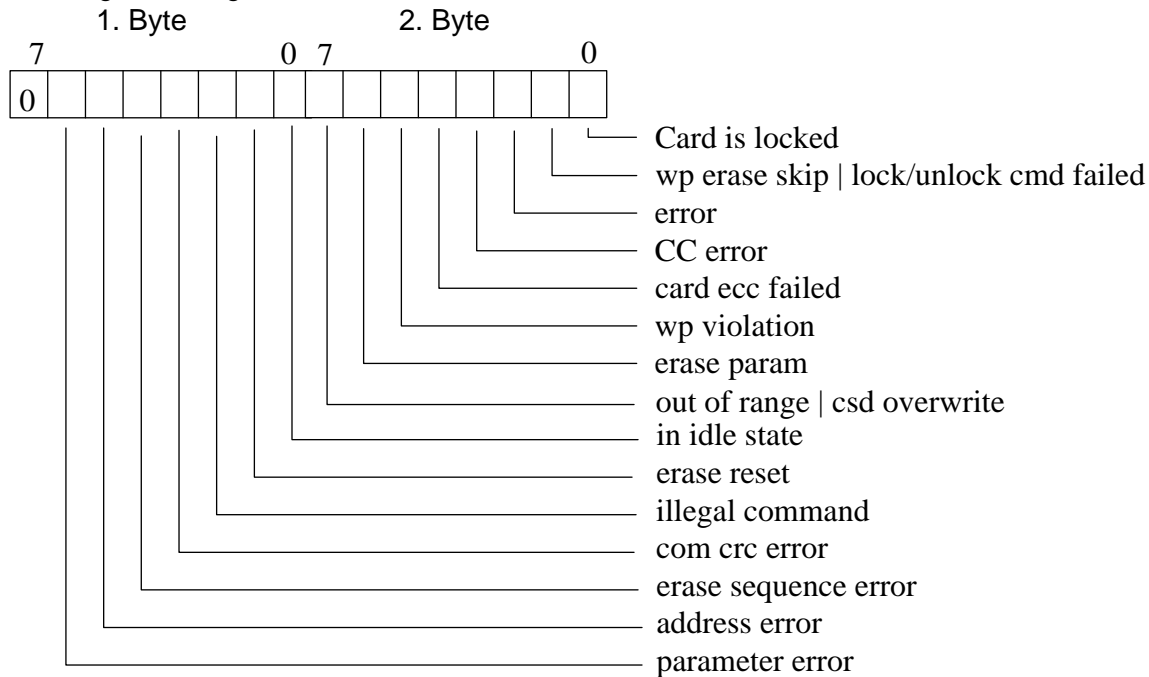 1. Byte 2. Byte
7 0 7 0
0
Card is locked
wp erase skip | lock/unlock cmd failed
error
CC error
card ecc failed
wp violation
erase param
out of range | csd overwrite
in idle state
erase reset
illegal command
com crc error
erase sequence error
address error
parameter error